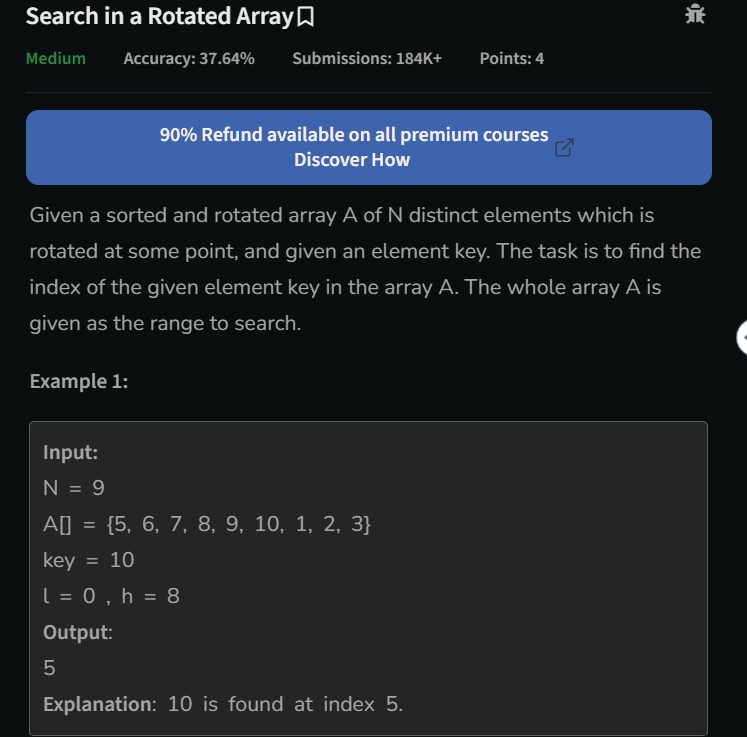 Search in a Rotated Array
Medium Accuracy: 37.64% Submissions: 184K+ Points: 4
90% Refund available on all premium courses
Discover How
Given a sorted and rotated array A of N distinct elements which is
rotated at some point, and given an element key. The task is to find the
index of the given element key in the array A. The whole array A is
given as the range to search.
Example 1:
Input:
N = 9
A[] = {5, 6, 7, 8, 9, 10, 1, 2, 3}
key = 10
l = 0 , h = 8
Output:
5
Explanation: 10 is found at index 5.